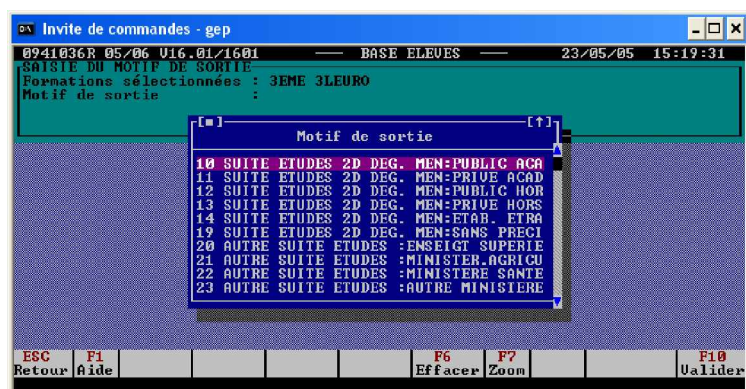 Invite de commandes - gep
0941036R 05/06 V16.01/1601 BASE ELEVES 23/05/05 15:19:31
SAISIE DU MOTIF DE SORTIE
Formations sélectionnées : 3EME 3LEURO
Motif de sortie :
Motif de sortie
10 SUITE ETUDES 2D DEG. MEN:PUBLIC ACA
11 SUITE ETUDES 2D DEG. MEN:PRIVE ACAD
12 SUITE ETUDES 2D DEG. MEN:PUBLIC HOR
13 SUITE ETUDES 2D DEG. MEN:PRIVE HORS
14 SUITE ETUDES 2D DEG. MEN:ETAB. ETRA
19 SUITE ETUDES 2D DEG. MEN:SANS PRECI
20 AUTRE SUITE ETUDES :ENSEIGT SUPERIE
21 AUTRE SUITE ETUDES :MINISTER.AGRICU
22 AUTRE SUITE ETUDES :MINISTERE SANTE
23 AUTRE SUITE ETUDES :AUTRE MINISTERE
ESC F1 F6 F7 F10
Retour Aide Effacer Zoom Valider